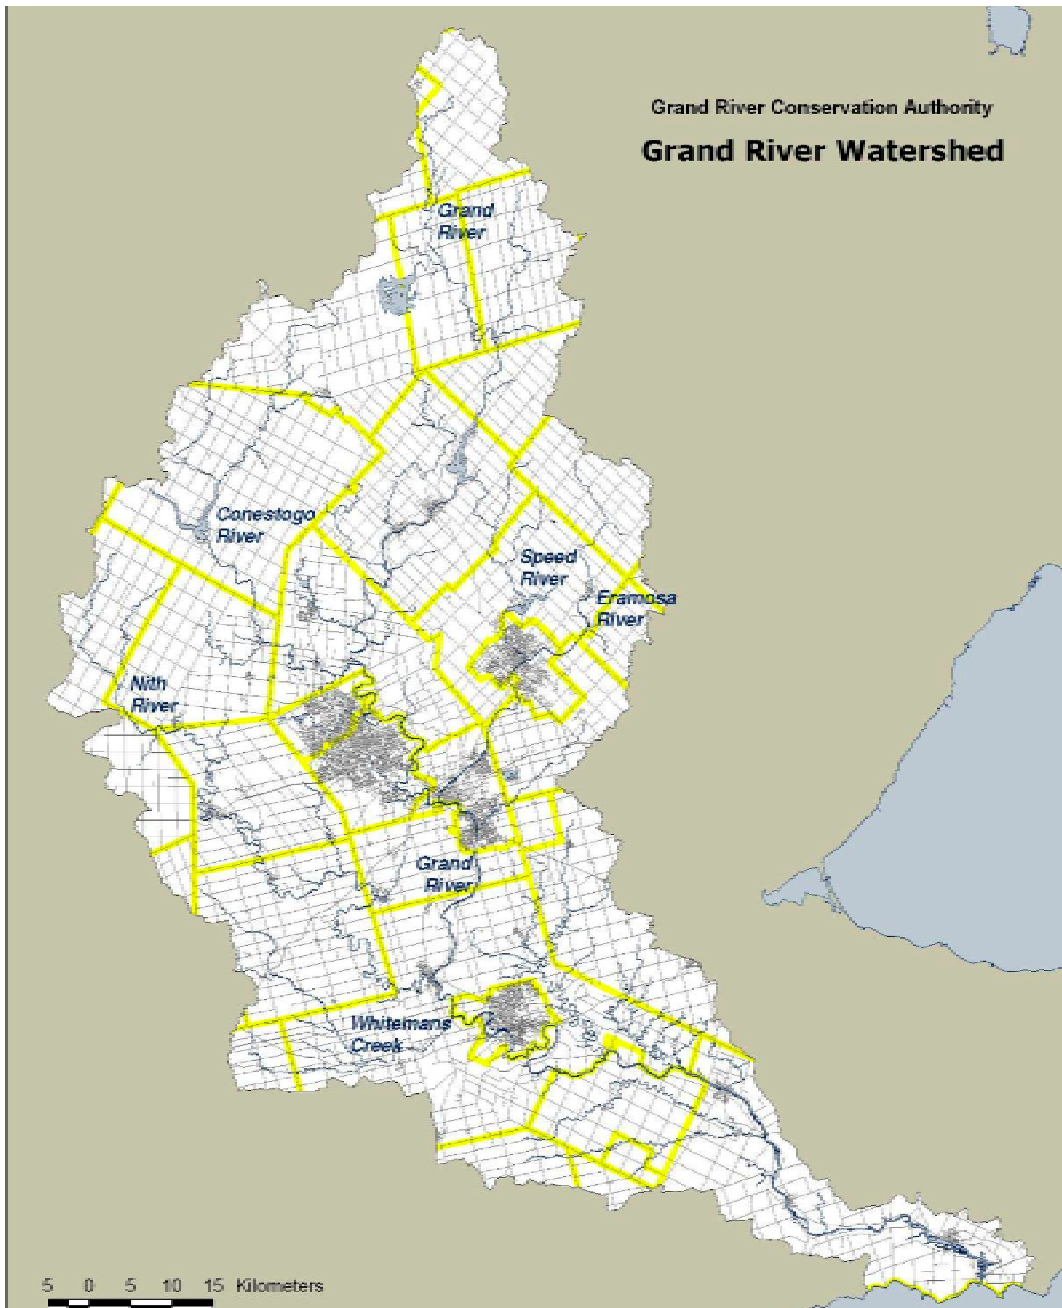 Grand River Conservation Authority
Grand River Watershed
Grand
River
Conestogo
River
Speed
River
Eramosa
River
Nith
River
Grand
River
Whitemans
Creek
5 0 5 10 15 Kilometers